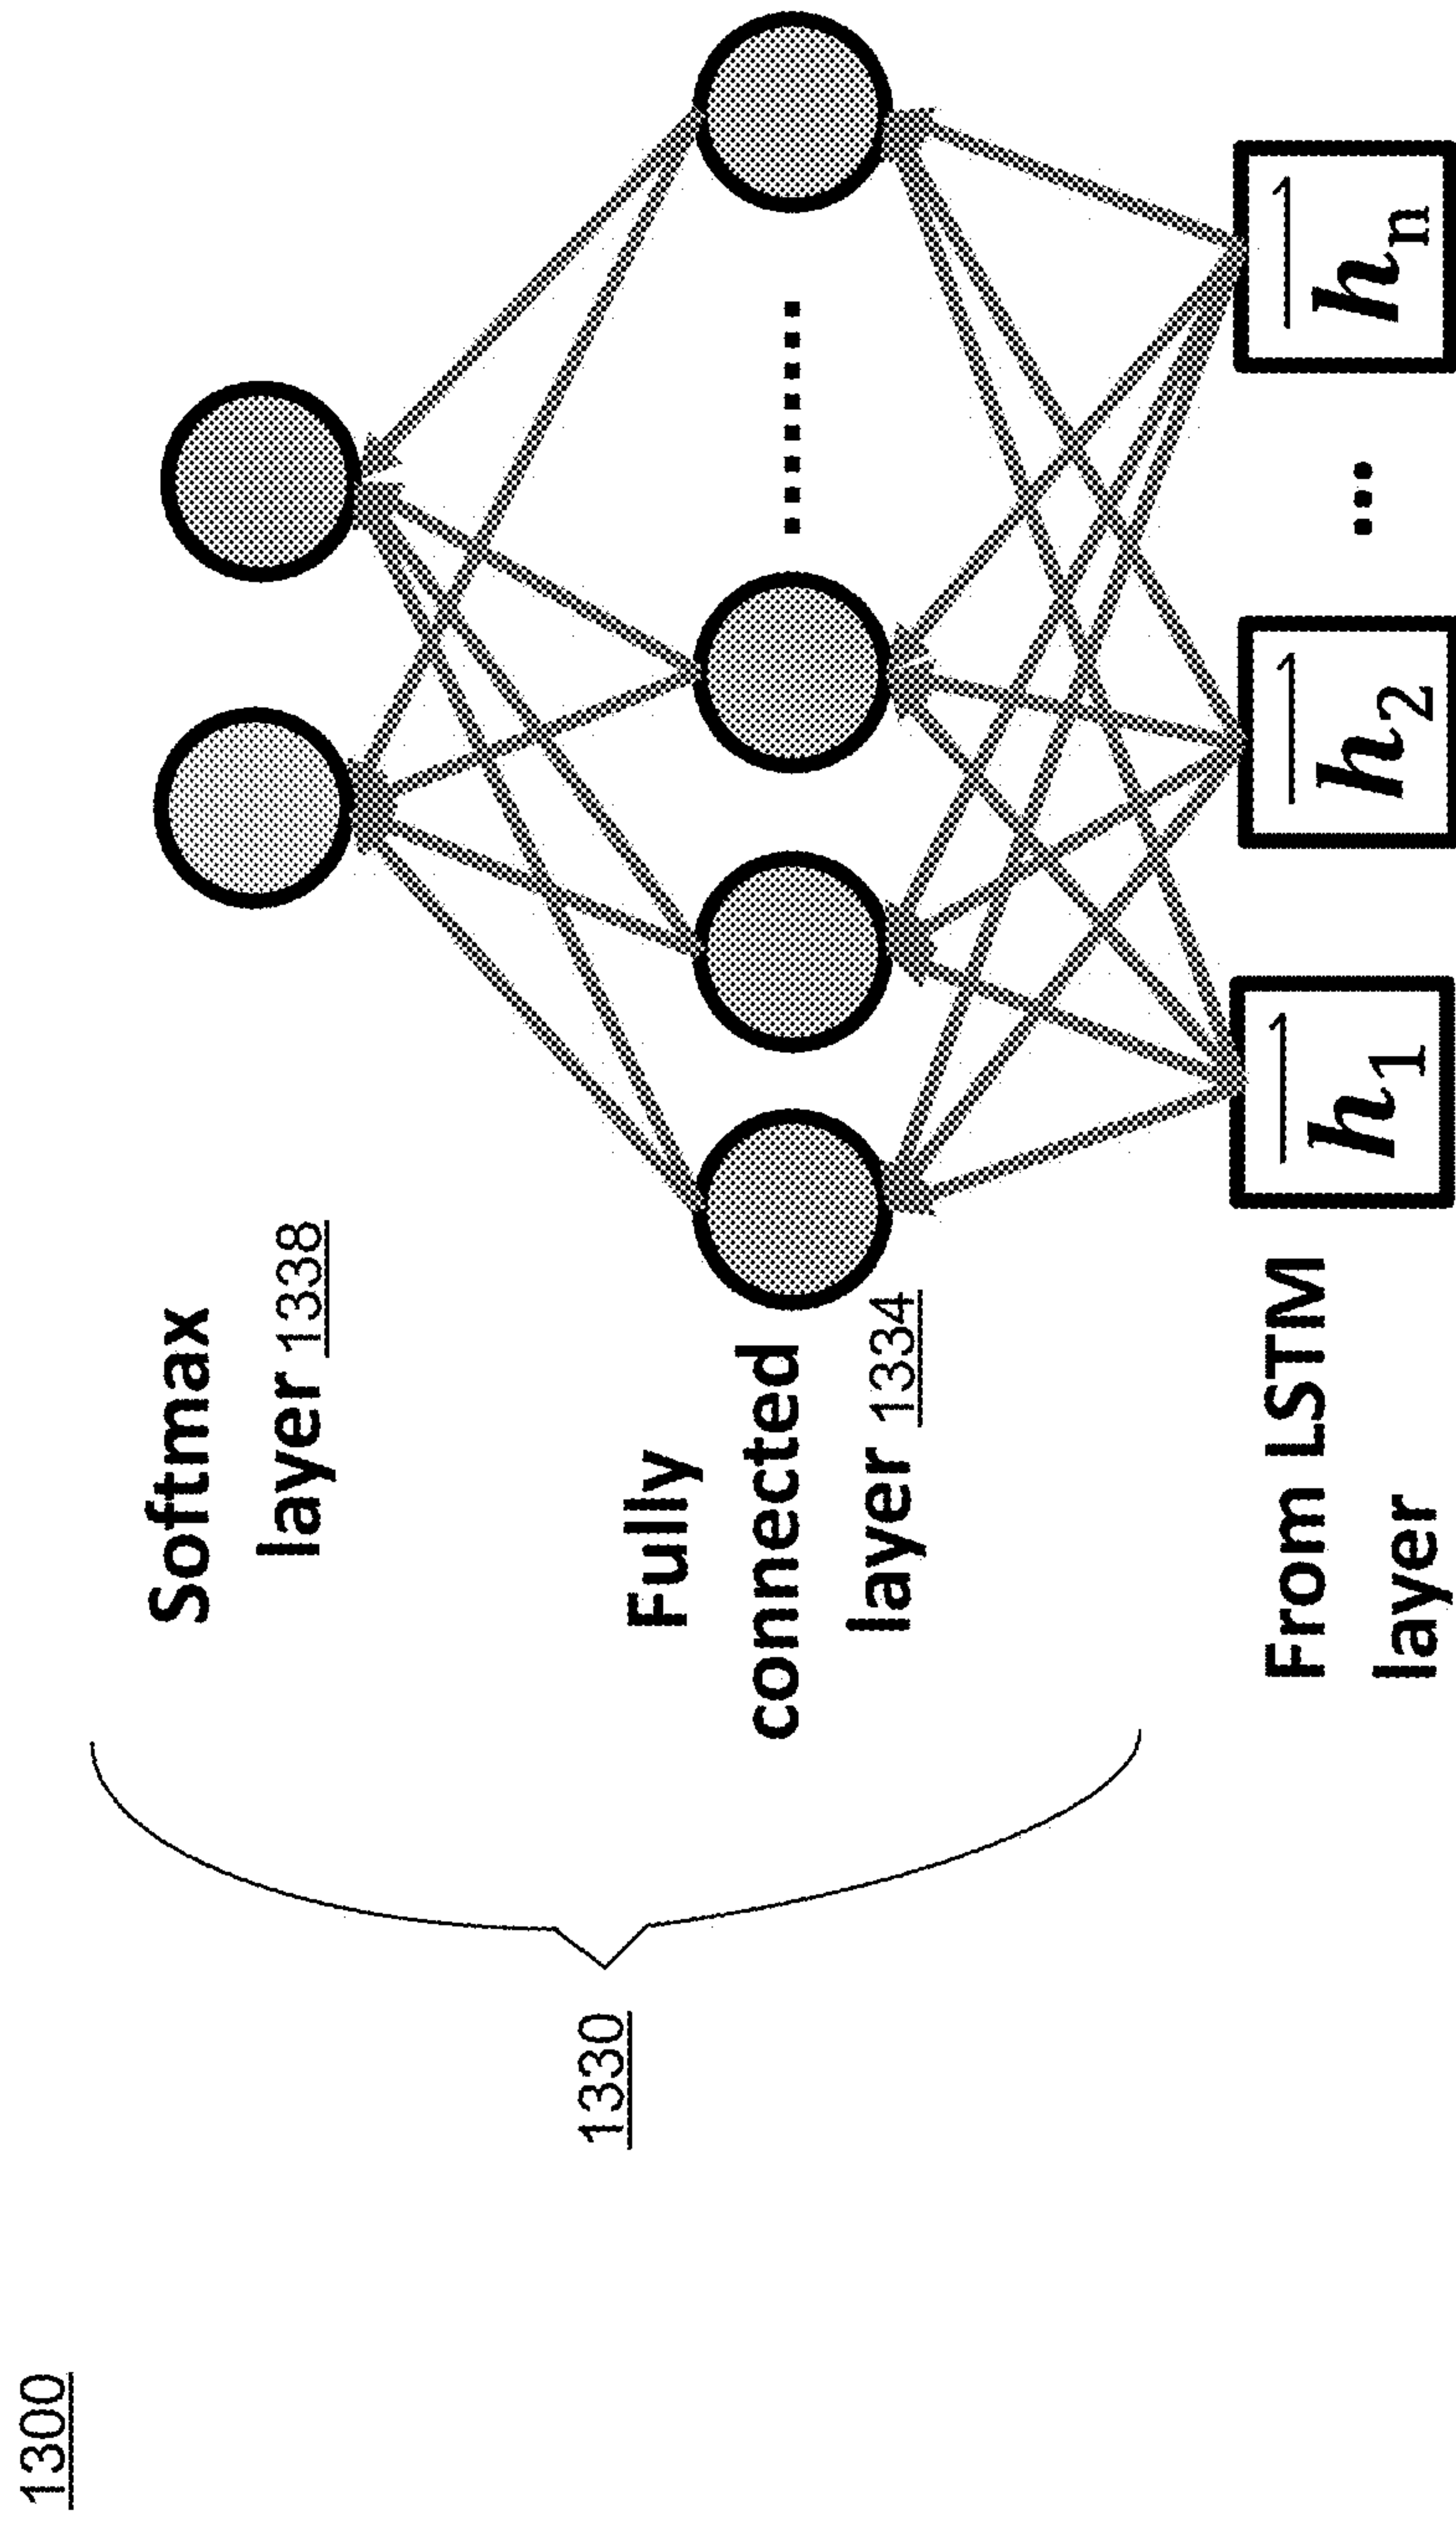 1300
Softmax
layer 1338
1330
Fully
connected
layer 1334
From LSTM
layer
h₁
h₂
...
hₙ